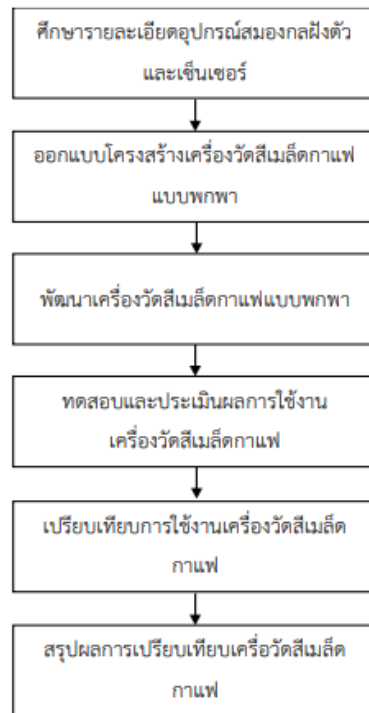 ศึกษารายละเอียดอุปกรณ์สมองกลฝังตัว
และเซ็นเซอร์
ออกแบบโครงสร้างเครื่องวัดสีเมล็ดกาแฟ
แบบพกพา
พัฒนาเครื่องวัดสีเมล็ดกาแฟแบบพกพา
ทดสอบและประเมินผลการใช้งาน
เครื่องวัดสีเมล็ดกาแฟ
เปรียบเทียบการใช้งานเครื่องวัดสีเมล็ด
กาแฟ
สรุปผลการเปรียบเทียบเครื่อวัดสีเมล็ด
กาแฟ